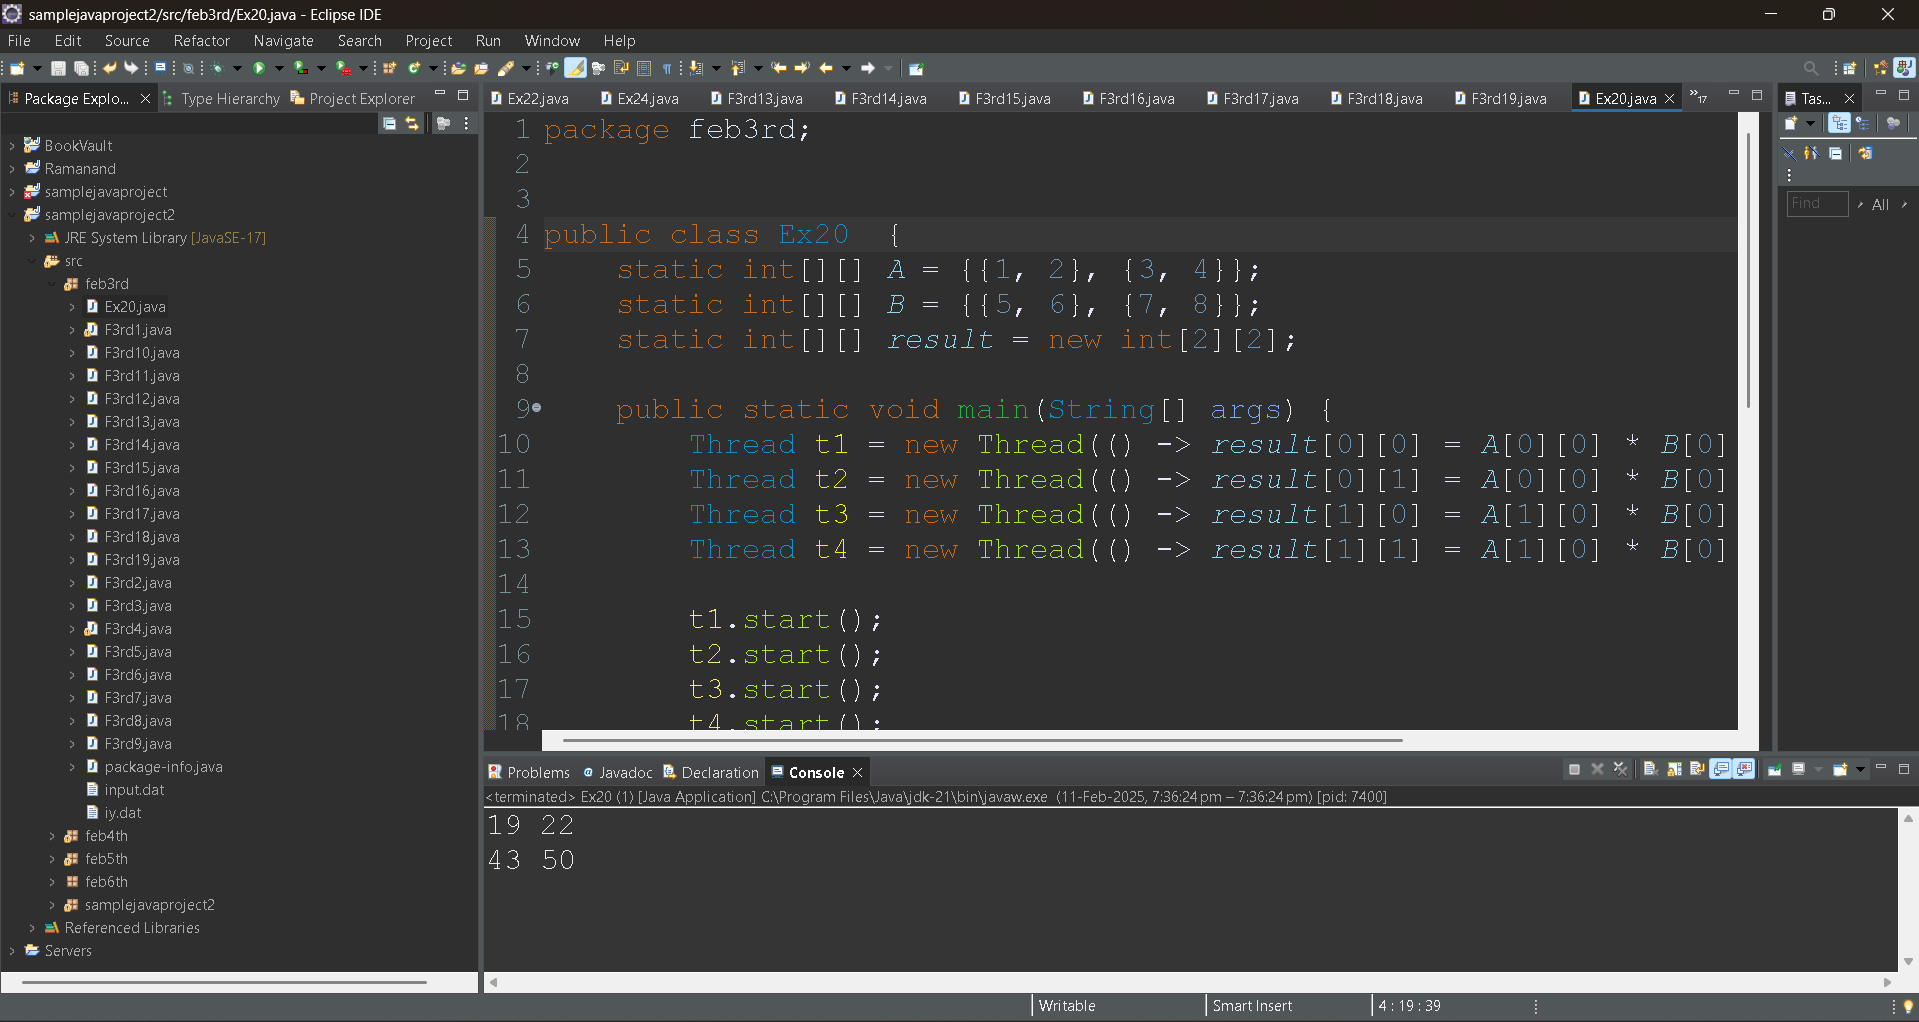 samplejavaproject2/src/feb3rd/Ex20.java - Eclipse IDE
File Edit Source Refactor Navigate Search Project Run Window Help
Package Explo... Type Hierarchy Project Explorer
BookVault
Ramanand
samplejavaproject
samplejavaproject2
JRE System Library [JavaSE-17]
src
feb3rd
Ex20.java
F3rd1.java
F3rd10.java
F3rd11.java
F3rd12.java
F3rd13.java
F3rd14.java
F3rd15.java
F3rd16.java
F3rd17.java
F3rd18.java
F3rd19.java
F3rd2.java
F3rd3.java
F3rd4.java
F3rd5.java
F3rd6.java
F3rd7.java
F3rd8.java
F3rd9.java
package-info.java
input.dat
iy.dat
feb4th
feb5th
feb6th
samplejavaproject2
Referenced Libraries
Servers
Ex22.java Ex24.java F3rd13.java F3rd14.java F3rd15.java F3rd16.java F3rd17.java F3rd18.java F3rd19.java Ex20.java »17
1 package feb3rd;
2
3
4 public class Ex20 {
5 static int[][] A = {{1, 2}, {3, 4}};
6 static int[][] B = {{5, 6}, {7, 8}};
7 static int[][] result = new int[2][2];
8
9 public static void main(String[] args) {
10 Thread t1 = new Thread(() -> result[0][0] = A[0][0] * B[0]
11 Thread t2 = new Thread(() -> result[0][1] = A[0][0] * B[0]
12 Thread t3 = new Thread(() -> result[1][0] = A[1][0] * B[0]
13 Thread t4 = new Thread(() -> result[1][1] = A[1][0] * B[0]
14
15 t1.start();
16 t2.start();
17 t3.start();
18 t4.start();
Tas...
Find All
Problems Javadoc Declaration Console
<terminated> Ex20 (1) [Java Application] C:\Program Files\Java\jdk-21\bin\javaw.exe (11-Feb-2025, 7:36:24 pm – 7:36:24 pm) [pid: 7400]
19 22
43 50
Writable Smart Insert 4 : 19 : 39